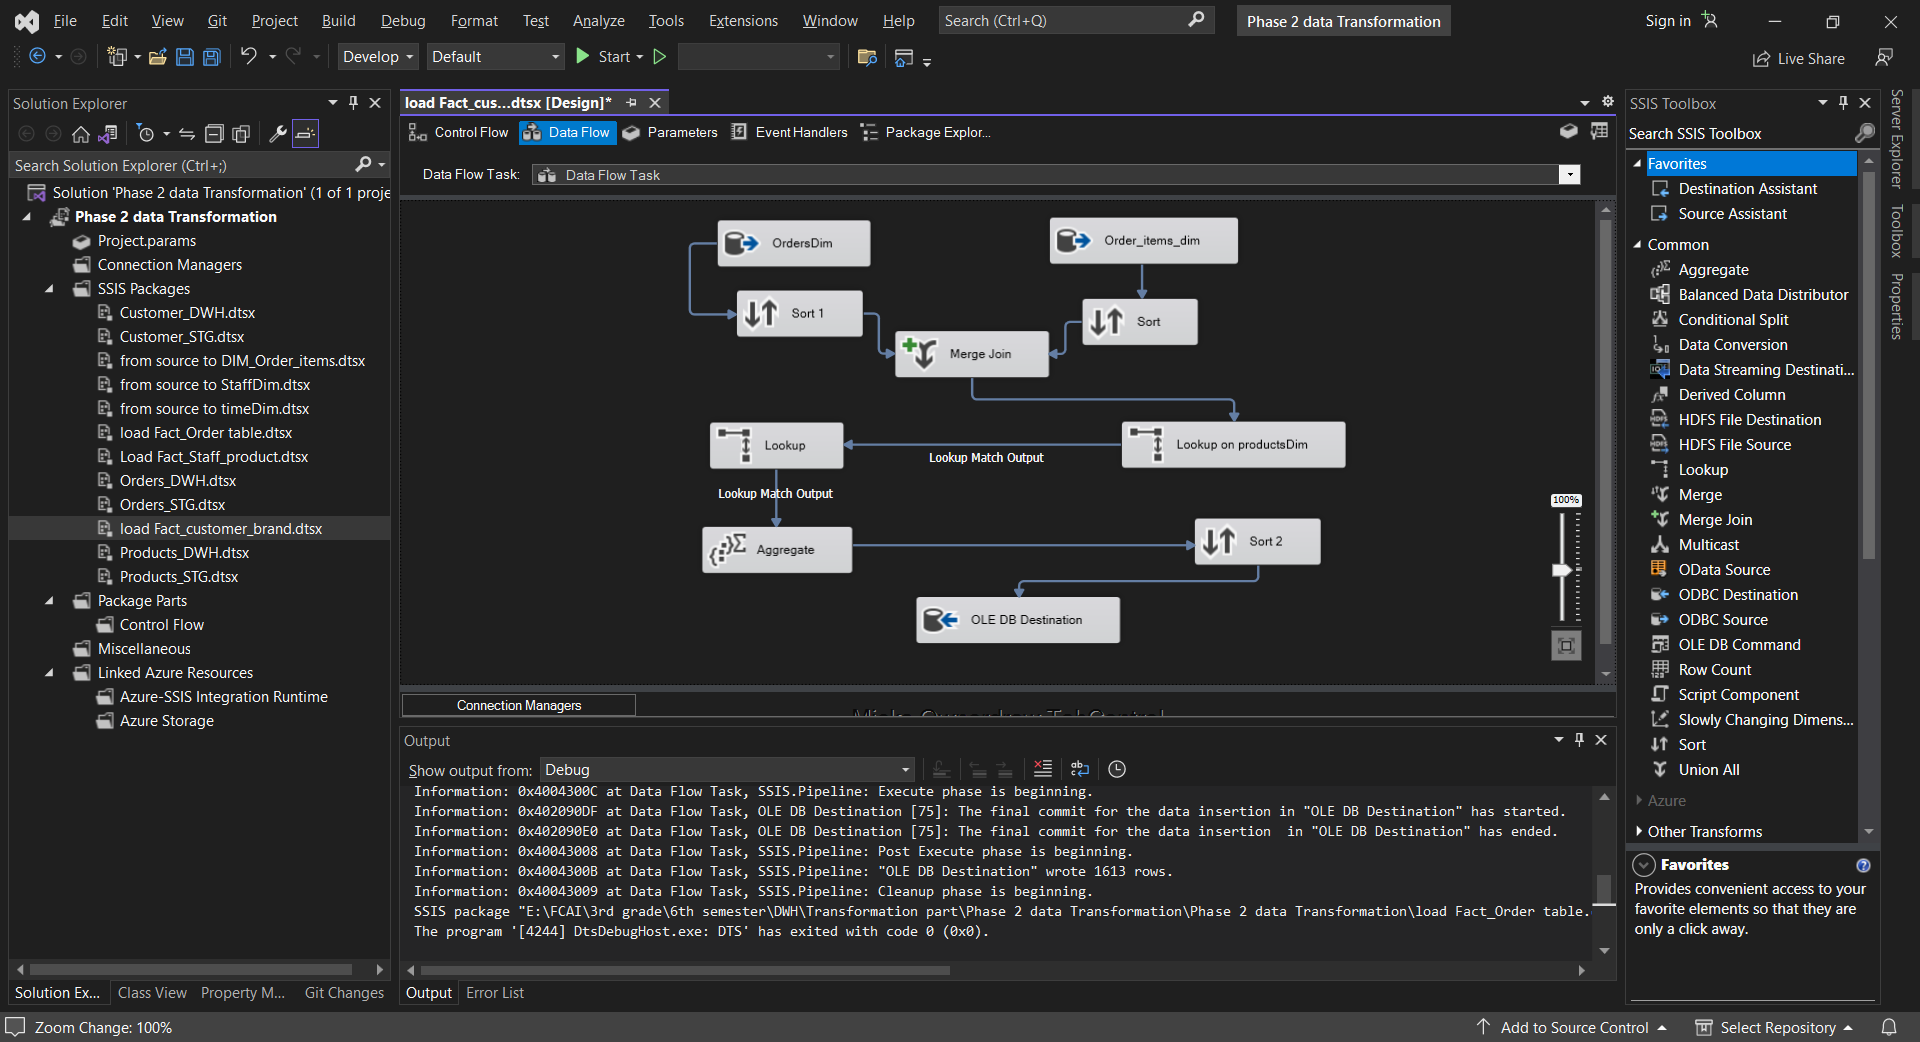 File Edit View Git Project Build Debug Format Test Analyze Tools Extensions Window Help Search (Ctrl+Q) Phase 2 data Transformation Sign in
Develop Default Start Live Share
Solution Explorer
Search Solution Explorer (Ctrl+;)
Solution 'Phase 2 data Transformation' (1 of 1 proje
Phase 2 data Transformation
Project.params
Connection Managers
SSIS Packages
Customer_DWH.dtsx
Customer_STG.dtsx
from source to DIM_Order_items.dtsx
from source to StaffDim.dtsx
from source to timeDim.dtsx
load Fact_Order table.dtsx
Load Fact_Staff_product.dtsx
Orders_DWH.dtsx
Orders_STG.dtsx
load Fact_customer_brand.dtsx
Products_DWH.dtsx
Products_STG.dtsx
Package Parts
Control Flow
Miscellaneous
Linked Azure Resources
Azure-SSIS Integration Runtime
Azure Storage
Solution Ex... Class View Property M... Git Changes
load Fact_cus...dtsx [Design]*
Control Flow Data Flow Parameters Event Handlers Package Explor...
Data Flow Task: Data Flow Task
OrdersDim
Order_items_dim
Sort 1
Sort
Merge Join
Lookup
Lookup on productsDim
Lookup Match Output
Lookup Match Output
100%
Aggregate
Sort 2
OLE DB Destination
Connection Managers
Output
Show output from: Debug
Information: 0x4004300C at Data Flow Task, SSIS.Pipeline: Execute phase is beginning.
Information: 0x402090DF at Data Flow Task, OLE DB Destination [75]: The final commit for the data insertion in "OLE DB Destination" has started.
Information: 0x402090E0 at Data Flow Task, OLE DB Destination [75]: The final commit for the data insertion  in "OLE DB Destination" has ended.
Information: 0x40043008 at Data Flow Task, SSIS.Pipeline: Post Execute phase is beginning.
Information: 0x4004300B at Data Flow Task, SSIS.Pipeline: "OLE DB Destination" wrote 1613 rows.
Information: 0x40043009 at Data Flow Task, SSIS.Pipeline: Cleanup phase is beginning.
SSIS package "E:\FCAI\3rd grade\6th semester\DWH\Transformation part\Phase 2 data Transformation\Phase 2 data Transformation\load Fact_Order table.
The program '[4244] DtsDebugHost.exe: DTS' has exited with code 0 (0x0).
Output Error List
SSIS Toolbox
Search SSIS Toolbox
Favorites
Destination Assistant
Source Assistant
Common
Aggregate
Balanced Data Distributor
Conditional Split
Data Conversion
Data Streaming Destinati...
Derived Column
HDFS File Destination
HDFS File Source
Lookup
Merge
Merge Join
Multicast
OData Source
ODBC Destination
ODBC Source
OLE DB Command
Row Count
Script Component
Slowly Changing Dimens...
Sort
Union All
Azure
Other Transforms
Favorites
Provides convenient access to your
favorite elements so that they are
only a click away.
Server Explorer
Toolbox
Properties
Zoom Change: 100% Add to Source Control Select Repository